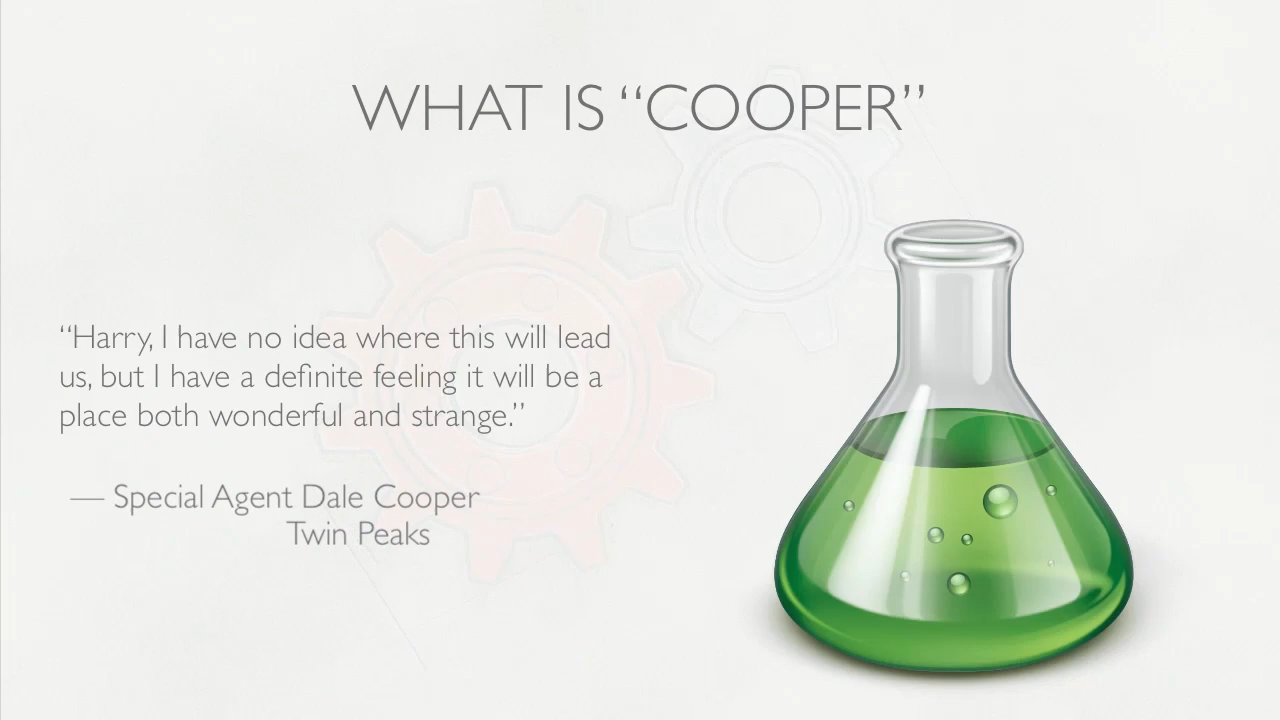 WHAT IS “COOPER”
“Harry, I have no idea where this will lead
us, but I have a definite feeling it will be a
place both wonderful and strange.”
— Special Agent Dale Cooper
Twin Peaks